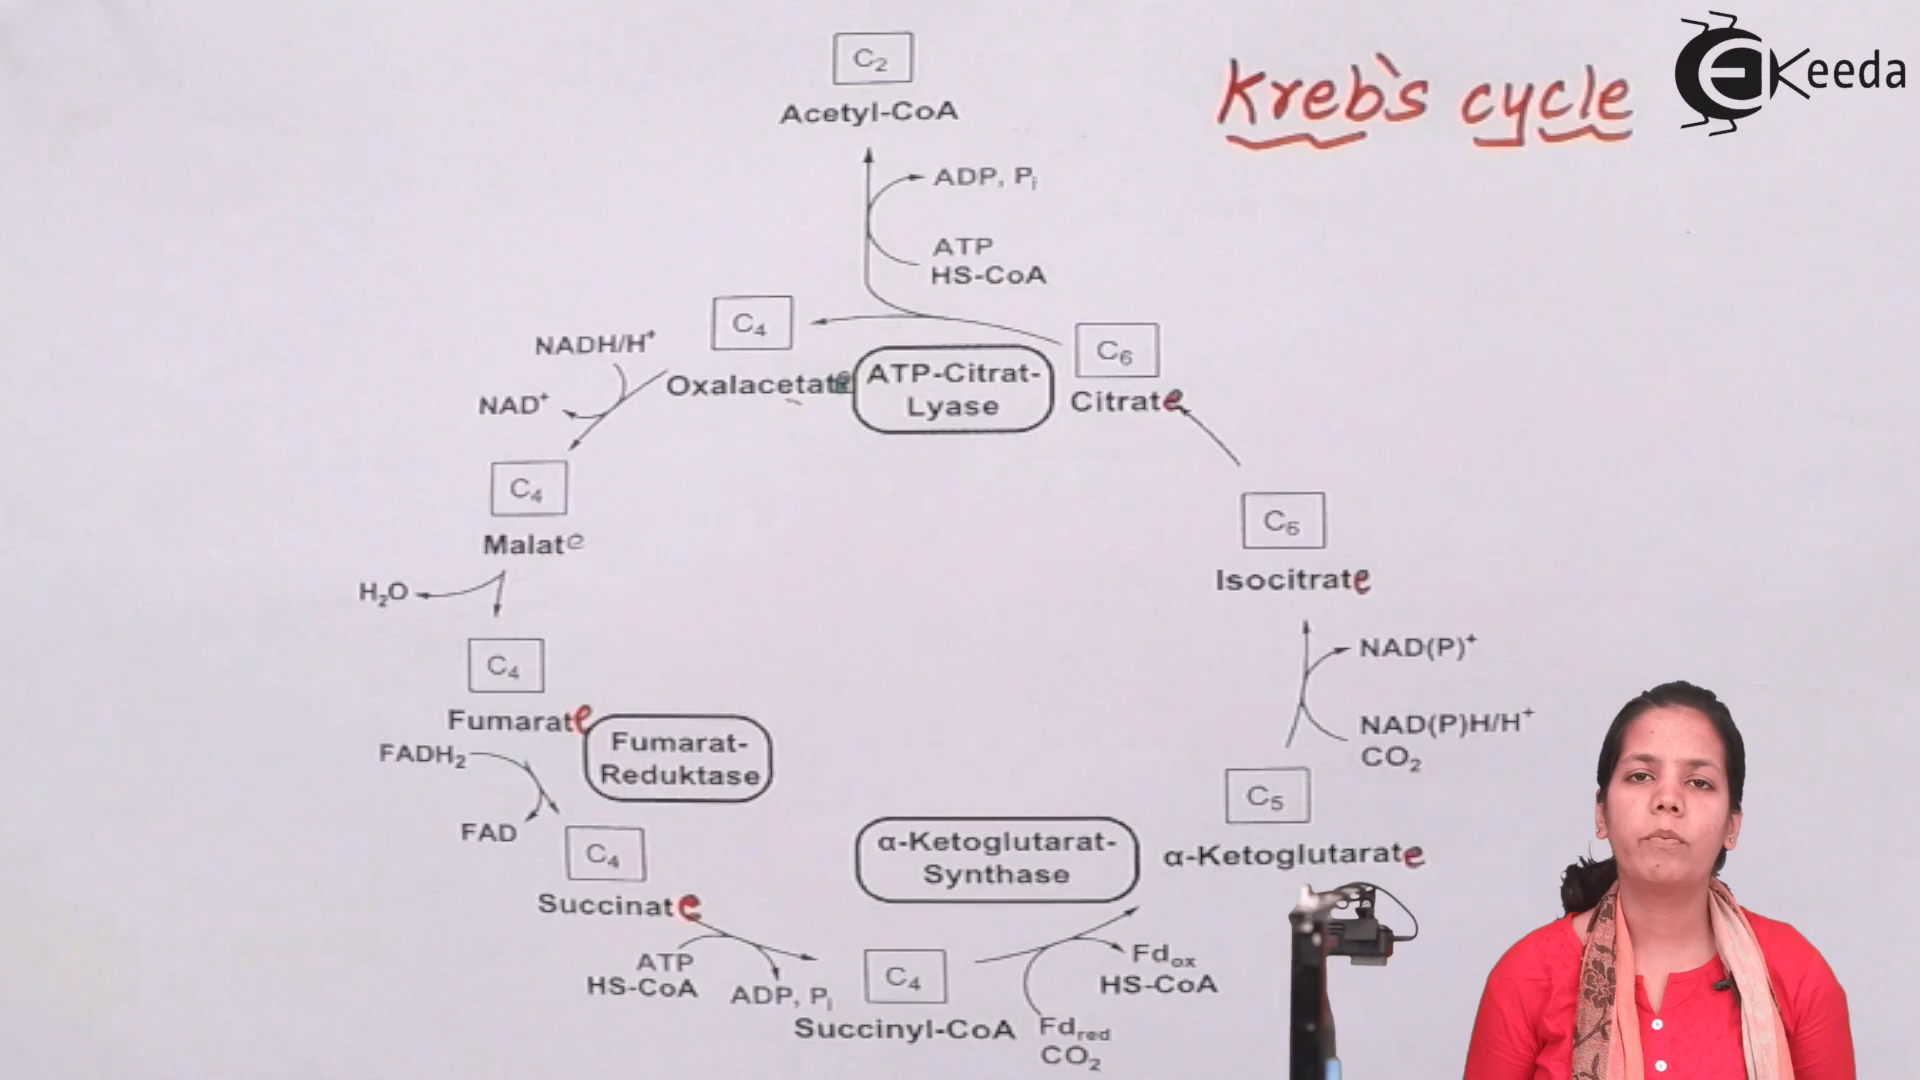 C₂
Acetyl-CoA
Kreb's cycle
EKeeda
ADP, Pᵢ
ATP
HS-CoA
C₄
Oxalacetate
ATP-Citrat-
Lyase
C₆
Citrate
NADH/H⁺
NAD⁺
C₄
Malate
H₂O
C₆
Isocitrate
NAD(P)⁺
NAD(P)H/H⁺
CO₂
C₄
Fumarate
Fumarat-
Reduktase
FADH₂
FAD
C₅
α-Ketoglutarate
α-Ketoglutarat-
Synthase
C₄
Succinate
ATP
HS-CoA
ADP, Pᵢ
C₄
Succinyl-CoA
Fdox
HS-CoA
Fdred
CO₂